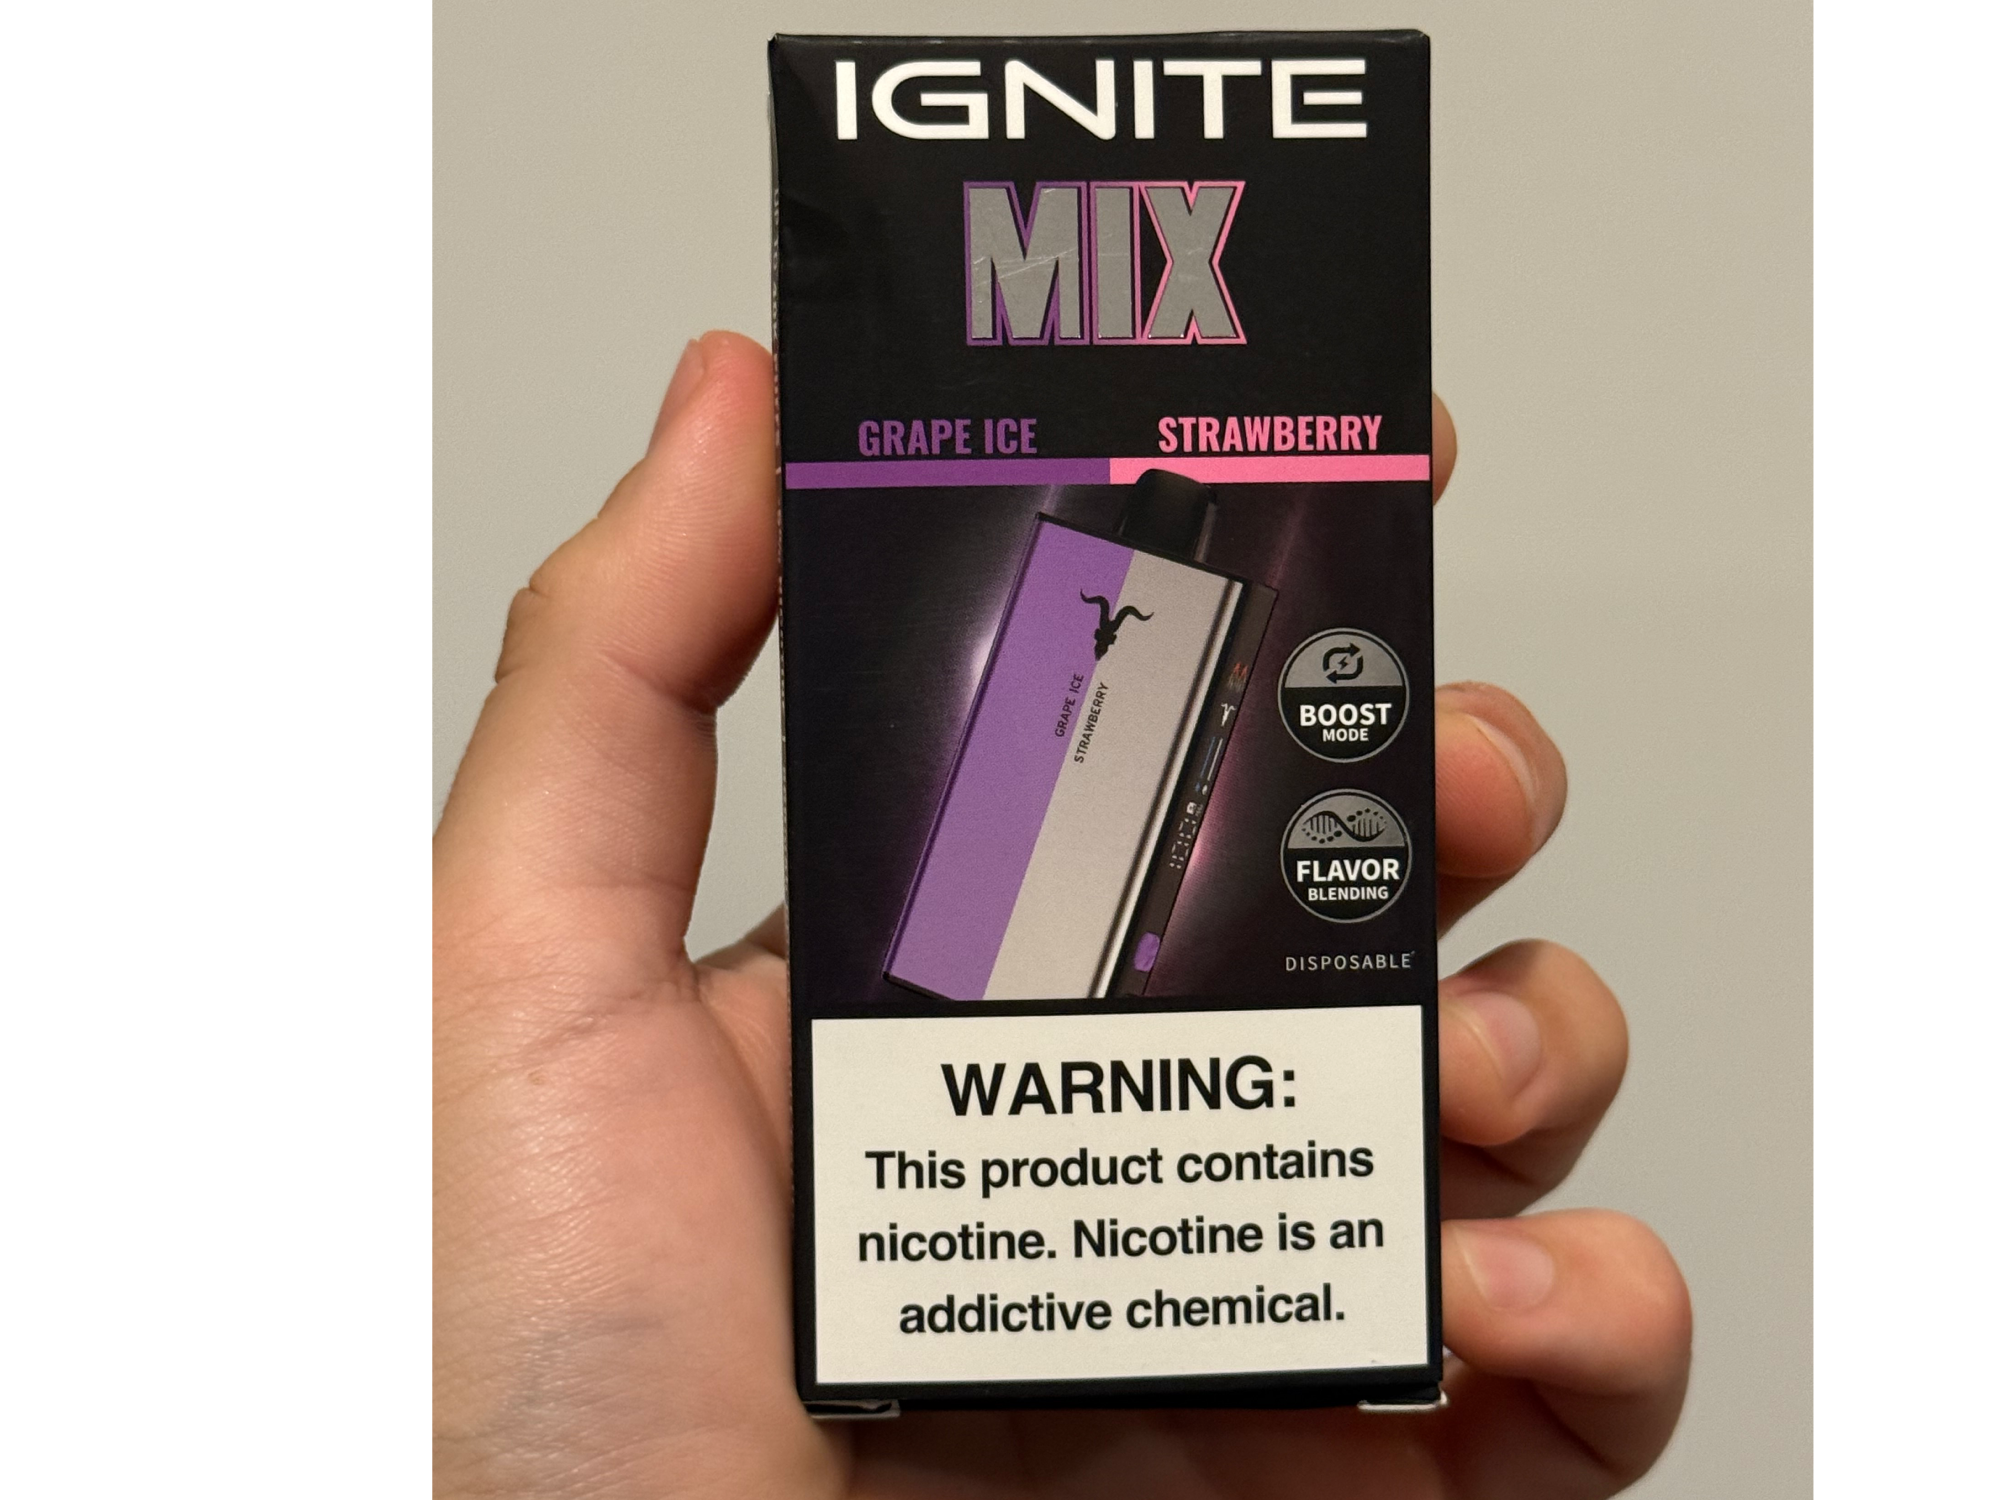 IGNITE
MIX
GRAPE ICE STRAWBERRY
GRAPE ICE
STRAWBERRY
BOOST
MODE
FLAVOR
BLENDING
DISPOSABLE
WARNING:
This product contains
nicotine. Nicotine is an
addictive chemical.